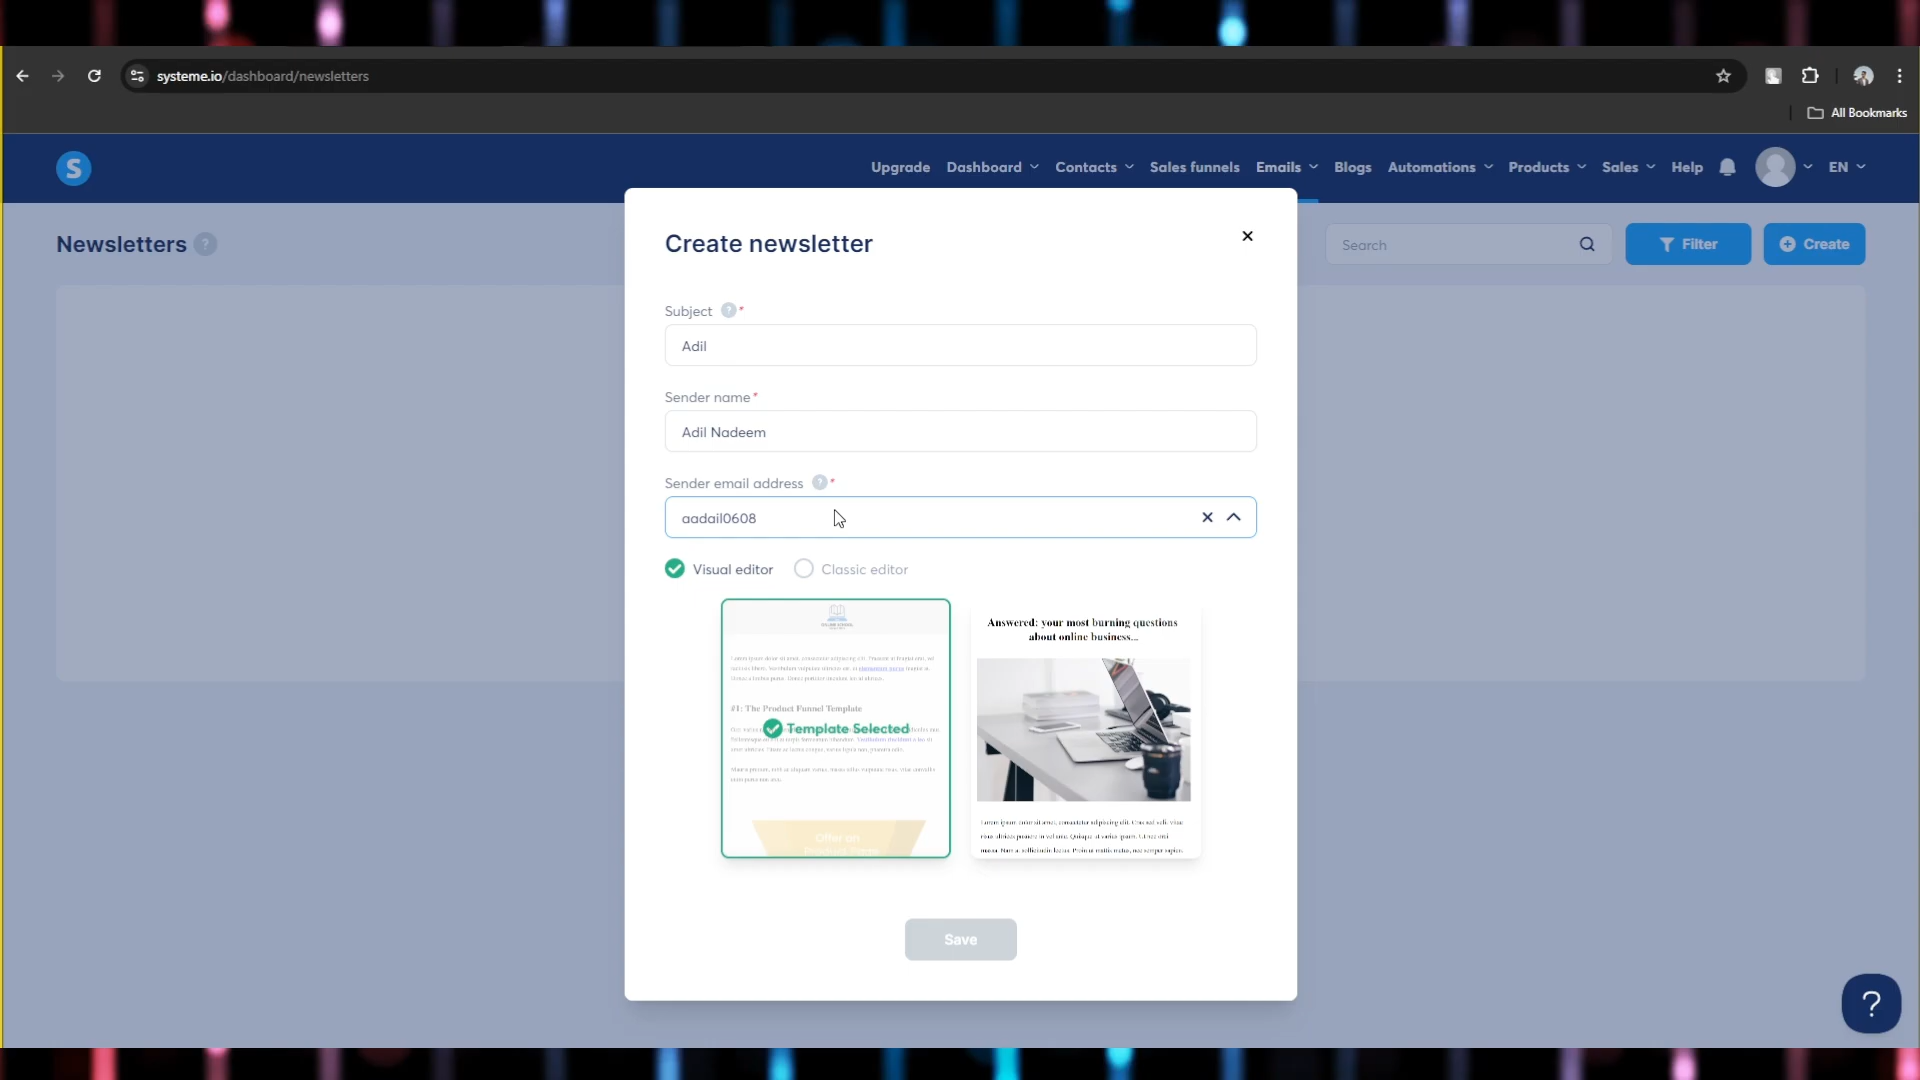 systeme.io/dashboard/newsletters
All Bookmarks
S
Upgrade Dashboard Contacts Sales funnels Emails Blogs Automations Products Sales Help EN
Newsletters ?
Search
Filter
Create
Create newsletter
Subject ? *
Adil
Sender name *
Adil Nadeem
Sender email address ? *
aadail0608
Visual editor
Classic editor
#1: The Product Funnel Template
Template Selected
Offer on
Answered: your most burning questions
about online business...
Save
?